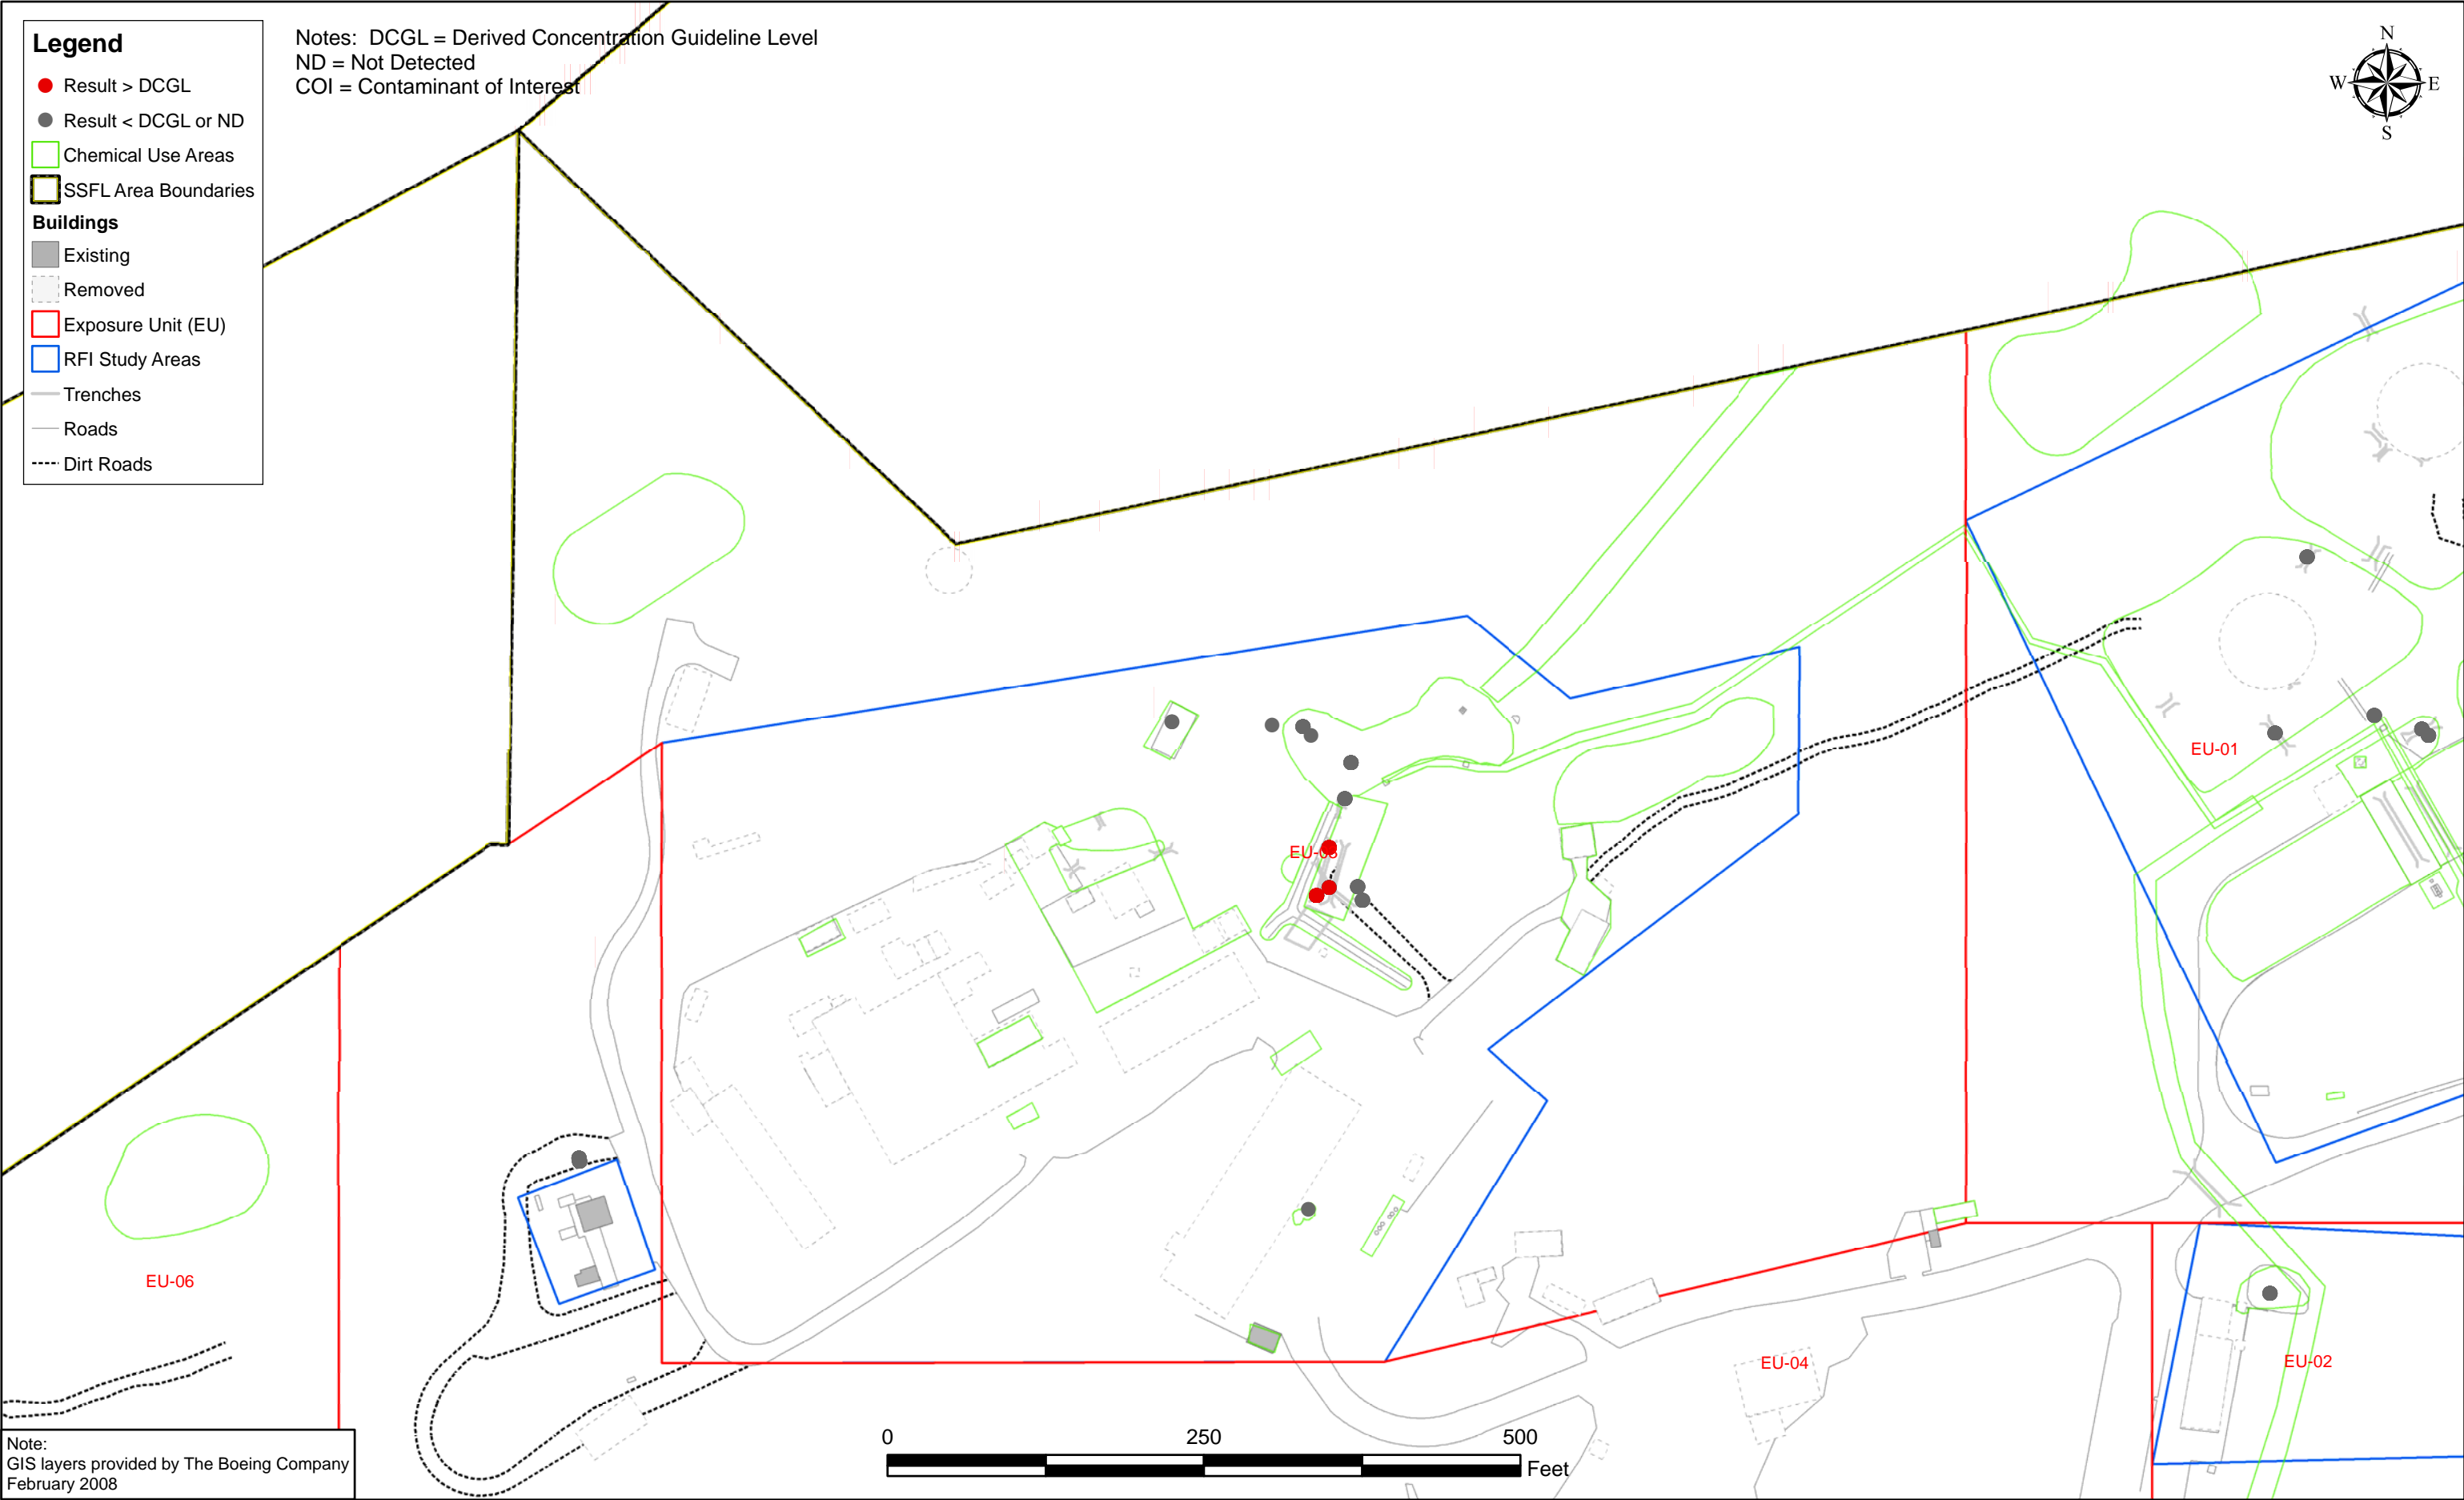 Legend
Result > DCGL
Result < DCGL or ND
Chemical Use Areas
SSFL Area Boundaries
Buildings
Existing
Removed
Exposure Unit (EU)
RFI Study Areas
Trenches
Roads
Dirt Roads
Notes: DCGL = Derived Concentration Guideline Level
ND = Not Detected
COI = Contaminant of Interest
N
W E
S
EU-01
EU-03
EU-06
EU-04
EU-02
0 250 500
Feet
Note:
GIS layers provided by The Boeing Company
February 2008